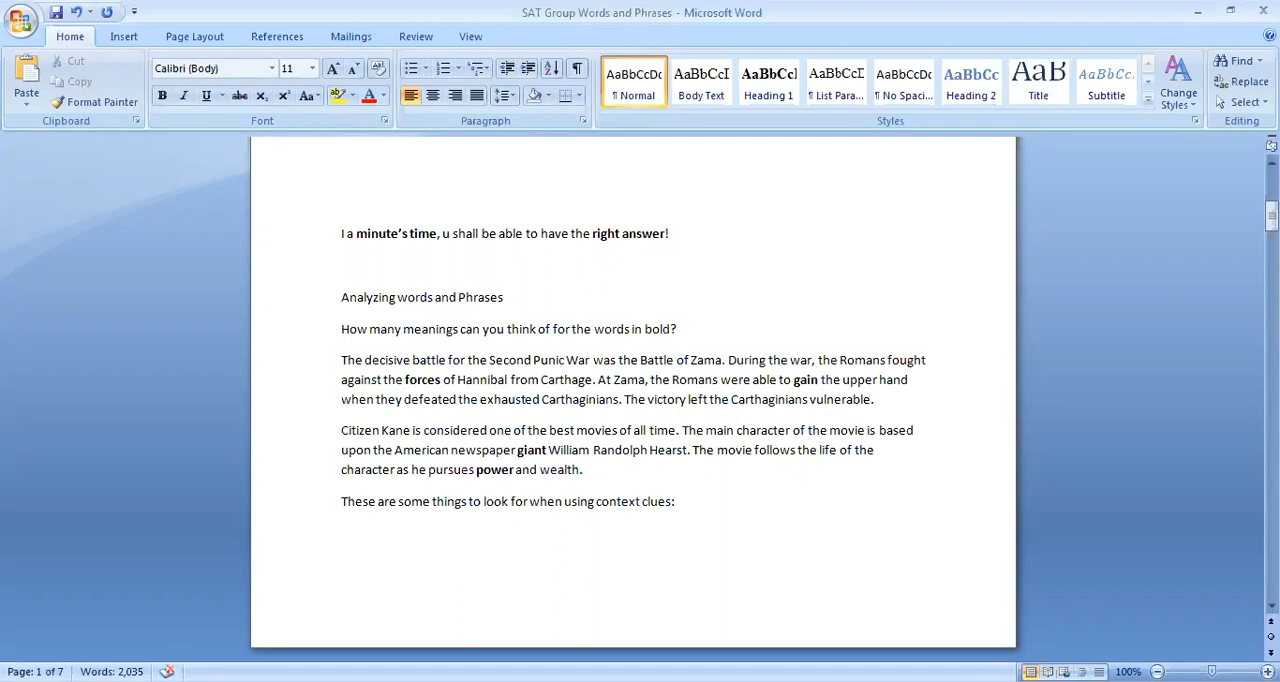 SAT Group Words and Phrases - Microsoft Word
Home Insert Page Layout References Mailings Review View
Paste
Cut
Copy
Format Painter
Clipboard
Calibri (Body) 11
Font
Paragraph
AaBbCcDc AaBbCcI AaBbCcl AaBbCcI AaBbCcDc AaBbCc AaB AaBbCc.
¶ Normal Body Text Heading 1 ¶ List Para... ¶ No Spaci... Heading 2 Title Subtitle
Change Styles
Styles
Find
Replace
Select
Editing
I a minute's time, u shall be able to have the right answer!
Analyzing words and Phrases
How many meanings can you think of for the words in bold?
The decisive battle for the Second Punic War was the Battle of Zama. During the war, the Romans fought
against the forces of Hannibal from Carthage. At Zama, the Romans were able to gain the upper hand
when they defeated the exhausted Carthaginians. The victory left the Carthaginians vulnerable.
Citizen Kane is considered one of the best movies of all time. The main character of the movie is based
upon the American newspaper giant William Randolph Hearst. The movie follows the life of the
character as he pursues power and wealth.
These are some things to look for when using context clues:
Page: 1 of 7 Words: 2,035 100%